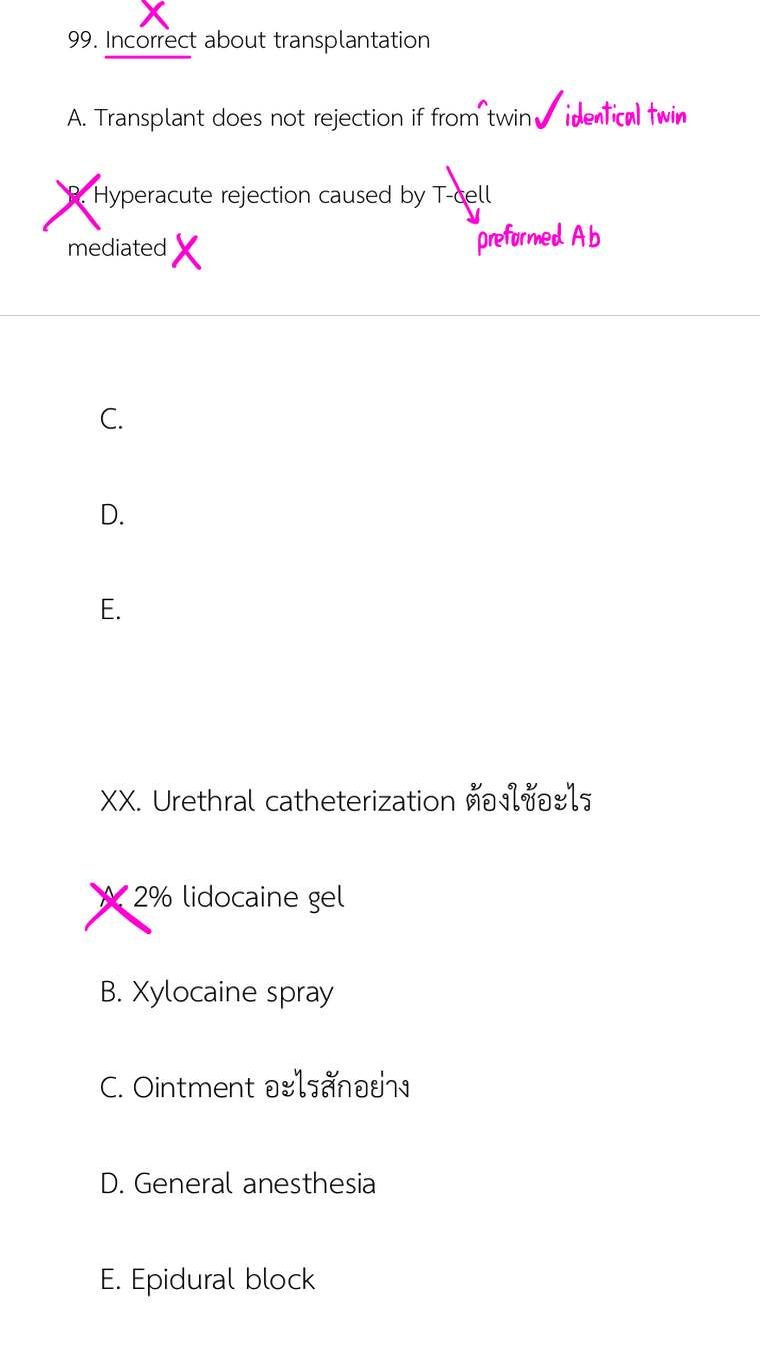 99. Incorrect about transplantation
A. Transplant does not rejection if from twin identical twin
B. Hyperacute rejection caused by T-cell
mediated
preformed Ab
C.
D.
E.
XX. Urethral catheterization ต้องใช้อะไร
A. 2% lidocaine gel
B. Xylocaine spray
C. Ointment อะไรสักอย่าง
D. General anesthesia
E. Epidural block